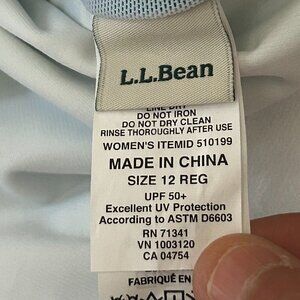 L.L.Bean
LINE DRY
DO NOT IRON
DO NOT DRY CLEAN
RINSE THOROUGHLY AFTER USE
WOMEN'S ITEMID 510199
MADE IN CHINA
SIZE 12 REG
UPF 50+
Excellent UV Protection
According to ASTM D6603
RN 71341
VN 1003120
CA 04754
FABRIQUÉ EN